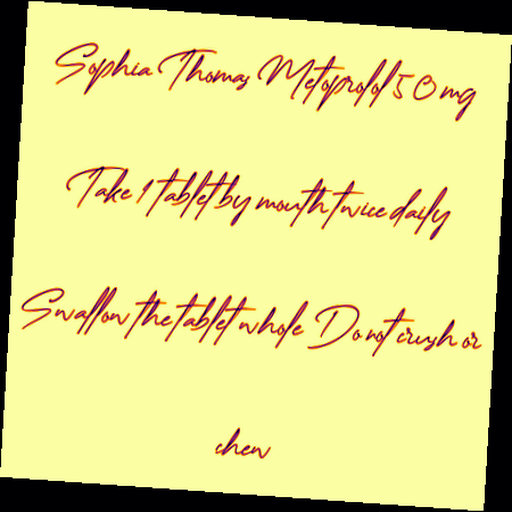 Sophia Thomas Metoprolol 50 mg
Take 1 tablet by mouth twice daily
Swallow the tablet whole Do not crush or
chew